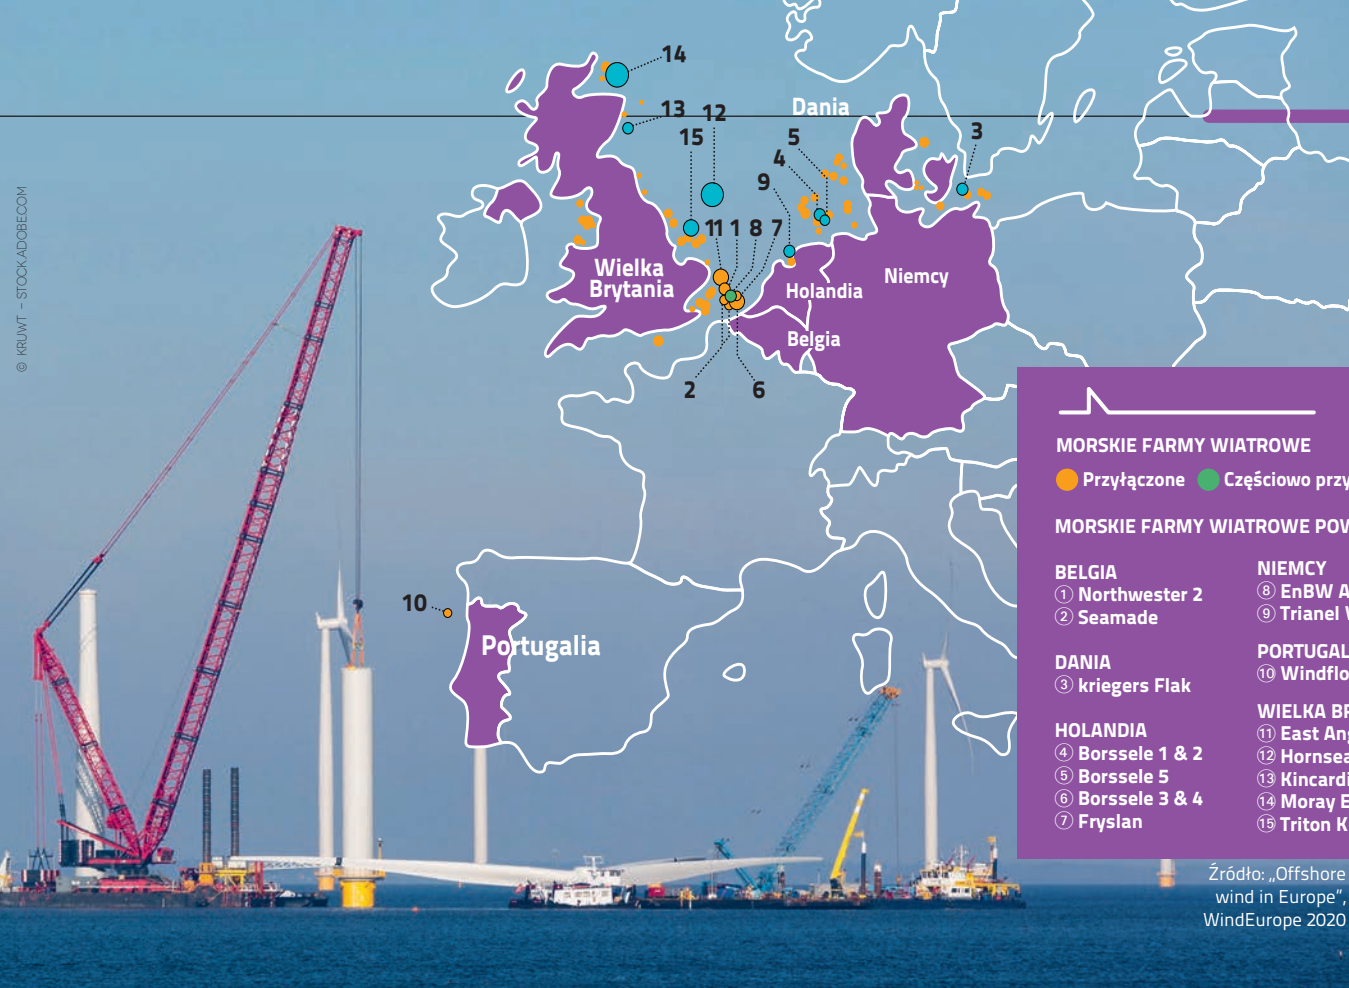 14
13
12
15
Dania
5
4
3
9
11
1
8
7
Wielka
Brytania
Niemcy
Holandia
Belgia
2
6
© KRUWT – STOCK.ADOBE.COM
10
Portugalia
MORSKIE FARMY WIATROWE
Przyłączone
Częściowo przy
MORSKIE FARMY WIATROWE POW
BELGIA
① Northwester 2
② Seamade
DANIA
③ kriegers Flak
HOLANDIA
④ Borssele 1 & 2
⑤ Borssele 5
⑥ Borssele 3 & 4
⑦ Fryslan
NIEMCY
⑧ EnBW A
⑨ Trianel
PORTUGAL
⑩ Windflo
WIELKA BR
⑪ East An
⑫ Hornsea
⑬ Kincardi
⑭ Moray E
⑮ Triton K
Źródło: „Offshore
wind in Europe”,
WindEurope 2020